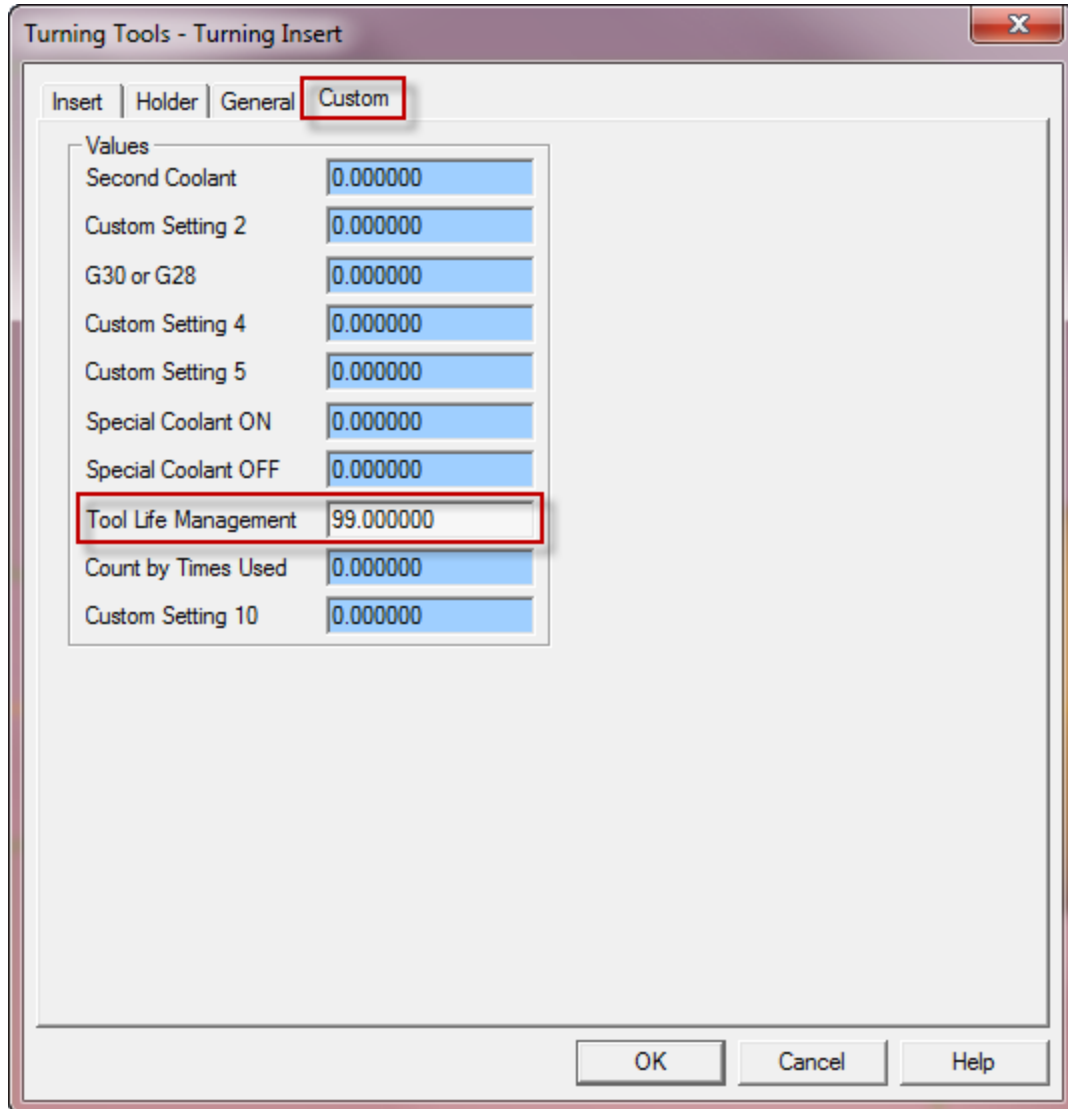 Turning Tools - Turning Insert
Insert Holder General Custom
Values
Second Coolant 0.000000
Custom Setting 2 0.000000
G30 or G28 0.000000
Custom Setting 4 0.000000
Custom Setting 5 0.000000
Special Coolant ON 0.000000
Special Coolant OFF 0.000000
Tool Life Management 99.000000
Count by Times Used 0.000000
Custom Setting 10 0.000000
OK Cancel Help